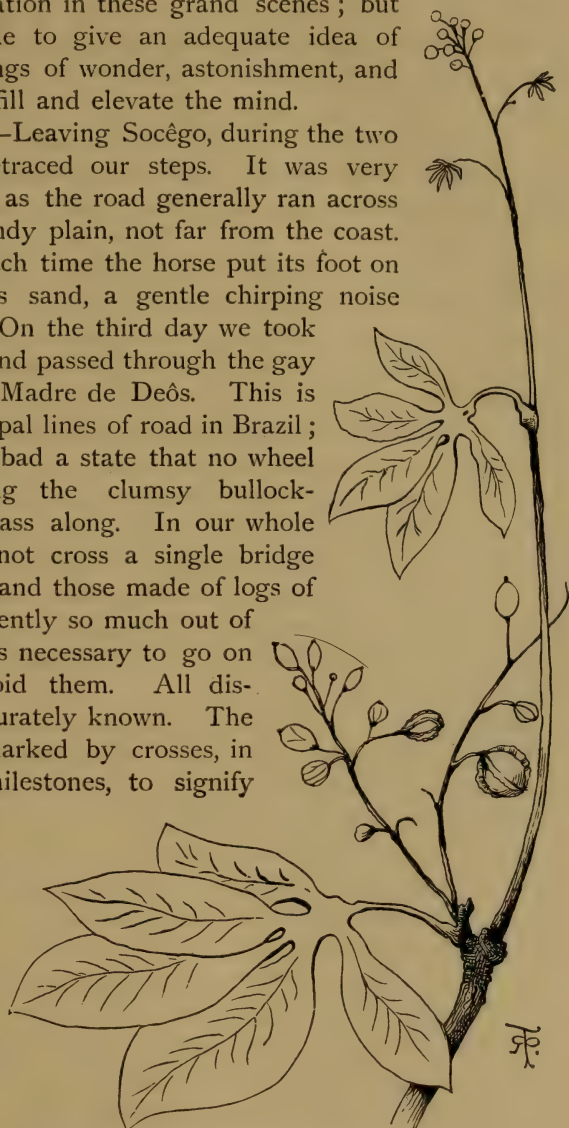 ation in these grand scenes; but
e to give an adequate idea of
ngs of wonder, astonishment, and
fill and elevate the mind.
—Leaving Socêgo, during the two
traced our steps. It was very
as the road generally ran across
ndy plain, not far from the coast.
ch time the horse put its foot on
s sand, a gentle chirping noise
On the third day we took
nd passed through the gay
Madre de Deôs. This is
pal lines of road in Brazil;
bad a state that no wheel
ng the clumsy bullock-
ass along. In our whole
not cross a single bridge
and those made of logs of
ently so much out of
s necessary to go on
oid them. All dis-
urately known. The
arked by crosses, in
nilestones, to signify